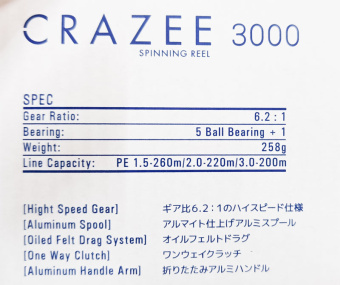 CRAZEE 3000
SPINNING REEL
SPEC
Gear Ratio: 6.2 : 1
Bearing: 5 Ball Bearing + 1
Weight: 258g
Line Capacity: PE 1.5-260m/2.0-220m/3.0-200m
[Hight Speed Gear] ギア比6.2:1のハイスピード仕様
[Aluminum Spool] アルマイト仕上げアルミスプール
[Oiled Felt Drag System] オイルフェルトドラグ
[One Way Clutch] ワンウェイクラッチ
[Aluminum Handle Arm] 折りたたみアルミハンドル